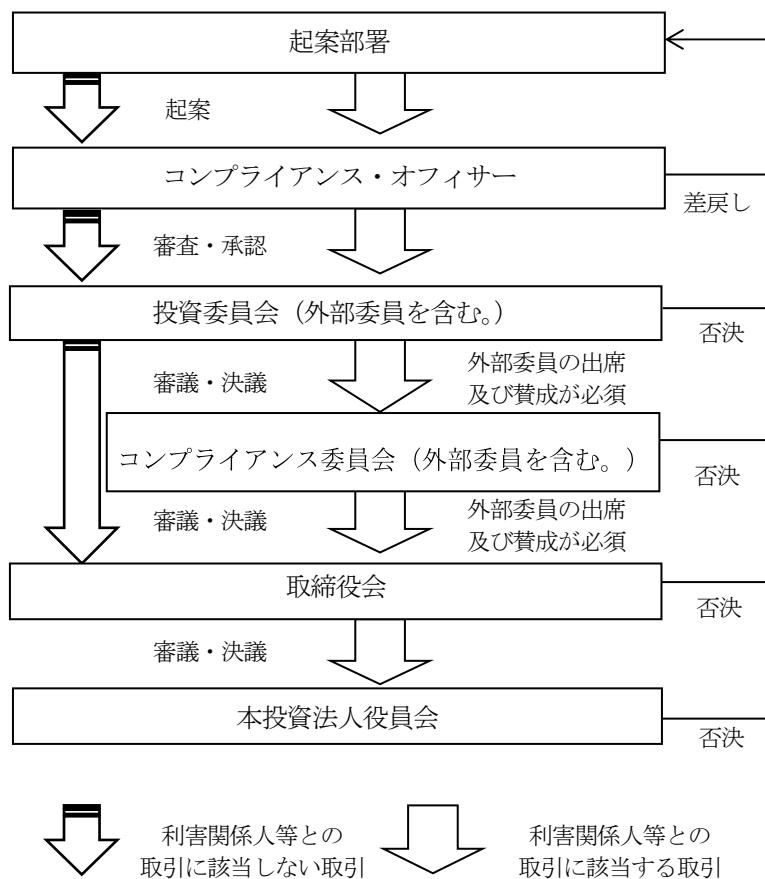 起案部署
起案
コンプライアンス・オフィサー
差戻し
審査・承認
投資委員会（外部委員を含む。）
否決
審議・決議
外部委員の出席
及び賛成が必須
コンプライアンス委員会（外部委員を含む。）
否決
審議・決議
外部委員の出席
及び賛成が必須
取締役会
否決
審議・決議
本投資法人役員会
否決
利害関係人等との
取引に該当しない取引
利害関係人等との
取引に該当する取引